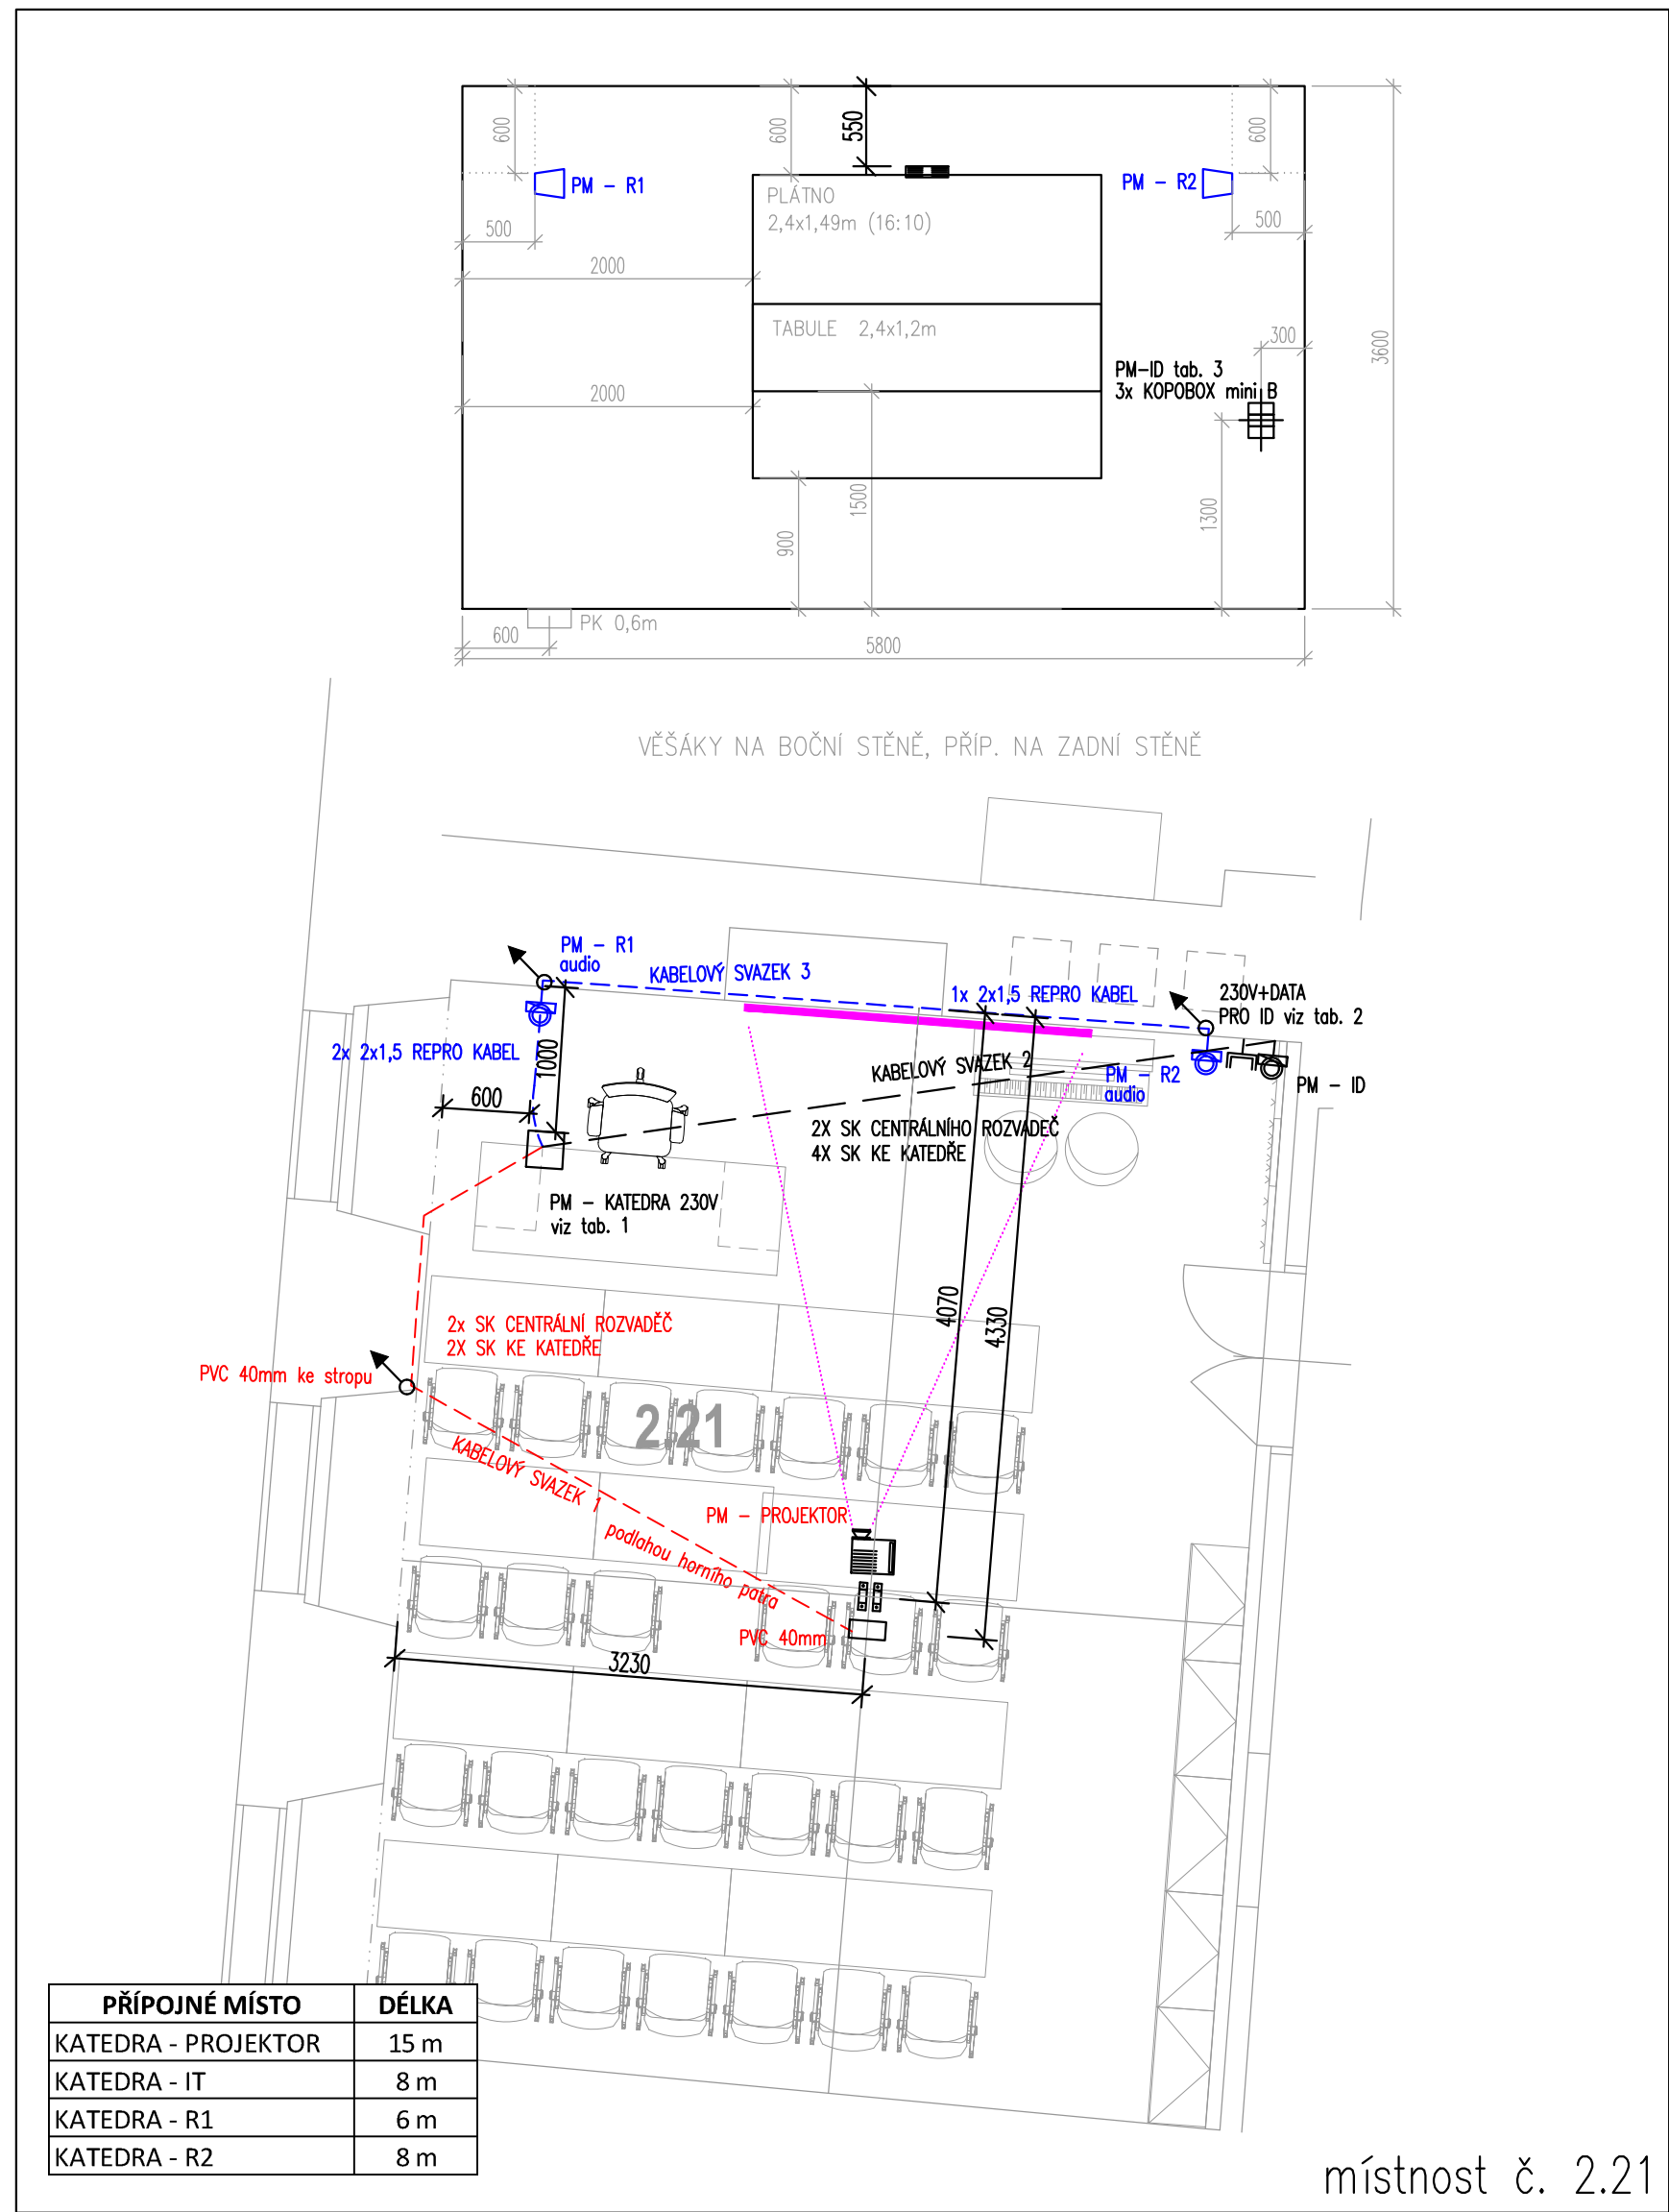 550
600
600
600
PM - R1
PM - R2
PLÁTNO
2,4x1,49m (16:10)
500
500
2000
TABULE 2,4x1,2m
300
3600
PM-ID tab. 3
3x KOPOBOX mini B
2000
1500
1300
900
PK 0,6m
600
5800
VĚŠÁKY NA BOČNÍ STĚNĚ, PŘÍP. NA ZADNÍ STĚNĚ
PM - R1
audio
KABELOVÝ SVAZEK 3
1x 2x1,5 REPRO KABEL
230V+DATA
PRO ID viz tab. 2
2x 2x1,5 REPRO KABEL
1000
KABELOVÝ SVAZEK 2
PM - R2
audio
PM - ID
600
2X SK CENTRÁLNÍHO ROZVADĚČ
4X SK KE KATEDŘE
PM - KATEDRA 230V
viz tab. 1
4070
4330
2x SK CENTRÁLNÍ ROZVADĚČ
2X SK KE KATEDŘE
PVC 40mm ke stropu
2.21
KABELOVÝ SVAZEK 1
podlahou horního patra
PM - PROJEKTOR
PVC 40mm
3230
PŘÍPOJNÉ MÍSTO DÉLKA
KATEDRA - PROJEKTOR 15 m
KATEDRA - IT 8 m
KATEDRA - R1 6 m
KATEDRA - R2 8 m
místnost č. 2.21